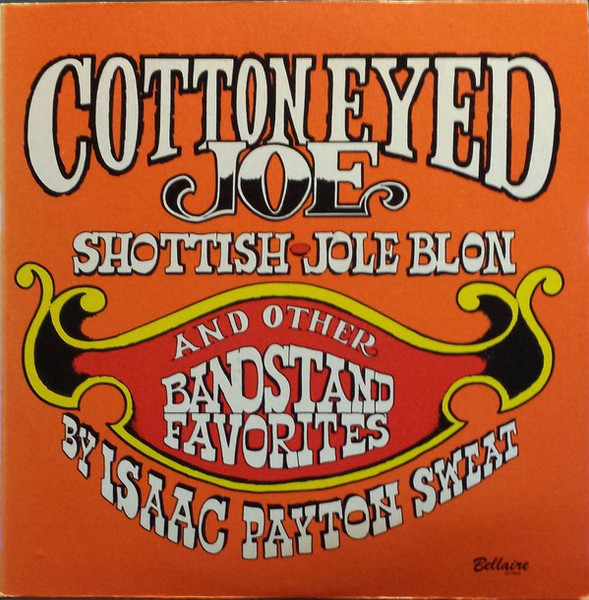 COTTON EYED
JOE
SHOTTISH - JOLE BLON
AND OTHER
BANDSTAND
FAVORITES
BY ISAAC PAYTON SWEAT
Bellaire